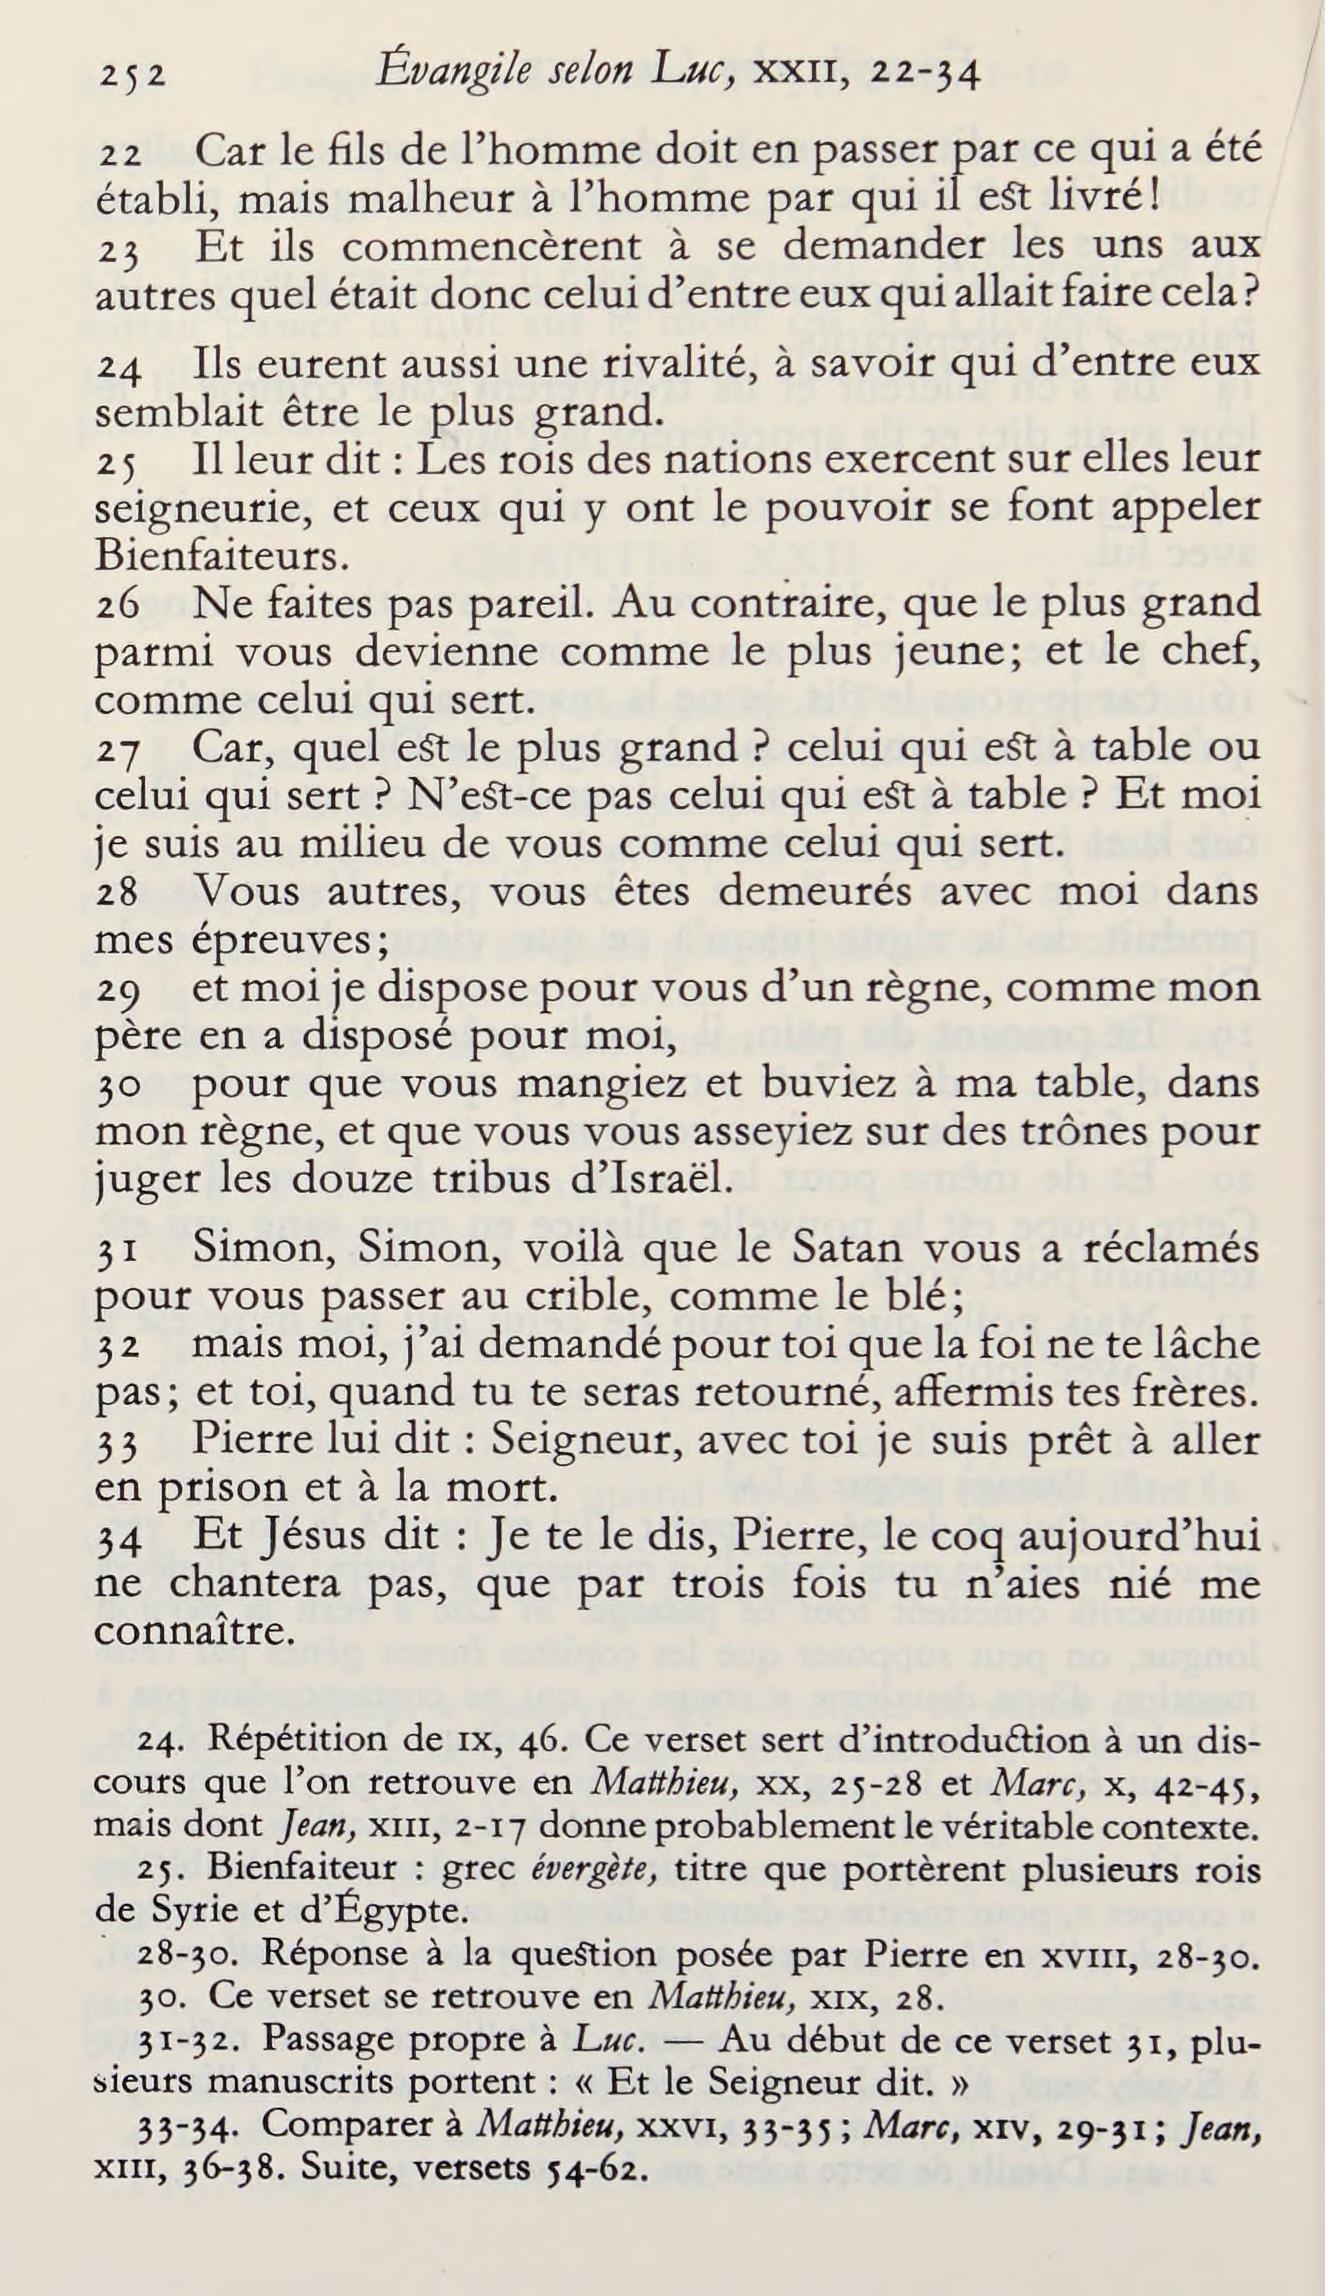 252 Évangile selon Luc, XXII, 22-34
22 Car le fils de l'homme doit en passer par ce qui a été
établi, mais malheur à l'homme par qui il est livré!
23 Et ils commencèrent à se demander les uns aux
autres quel était donc celui d'entre eux qui allait faire cela?
24 Ils eurent aussi une rivalité, à savoir qui d'entre eux
semblait être le plus grand.
25 Il leur dit : Les rois des nations exercent sur elles leur
seigneurie, et ceux qui y ont le pouvoir se font appeler
Bienfaiteurs.
26 Ne faites pas pareil. Au contraire, que le plus grand
parmi vous devienne comme le plus jeune; et le chef,
comme celui qui sert.
27 Car, quel est le plus grand ? celui qui est à table ou
celui qui sert ? N'est-ce pas celui qui est à table ? Et moi
je suis au milieu de vous comme celui qui sert.
28 Vous autres, vous êtes demeurés avec moi dans
mes épreuves;
29 et moi je dispose pour vous d'un règne, comme mon
père en a disposé pour moi,
30 pour que vous mangiez et buviez à ma table, dans
mon règne, et que vous vous asseyiez sur des trônes pour
juger les douze tribus d'Israël.
31 Simon, Simon, voilà que le Satan vous a réclamés
pour vous passer au crible, comme le blé;
32 mais moi, j'ai demandé pour toi que la foi ne te lâche
pas; et toi, quand tu te seras retourné, affermis tes frères.
33 Pierre lui dit : Seigneur, avec toi je suis prêt à aller
en prison et à la mort.
34 Et Jésus dit : Je te le dis, Pierre, le coq aujourd'hui
ne chantera pas, que par trois fois tu n'aies nié me
connaître.
24. Répétition de IX, 46. Ce verset sert d'introduction à un dis-
cours que l'on retrouve en Matthieu, XX, 25-28 et Marc, X, 42-45,
mais dont Jean, XIII, 2-17 donne probablement le véritable contexte.
25. Bienfaiteur : grec évergète, titre que portèrent plusieurs rois
de Syrie et d'Égypte.
28-30. Réponse à la question posée par Pierre en XVIII, 28-30.
30. Ce verset se retrouve en Matthieu, XIX, 28.
31-32. Passage propre à Luc. — Au début de ce verset 31, plu-
sieurs manuscrits portent : « Et le Seigneur dit. »
33-34. Comparer à Matthieu, XXVI, 33-35; Marc, XIV, 29-31; Jean,
XIII, 36-38. Suite, versets 54-62.